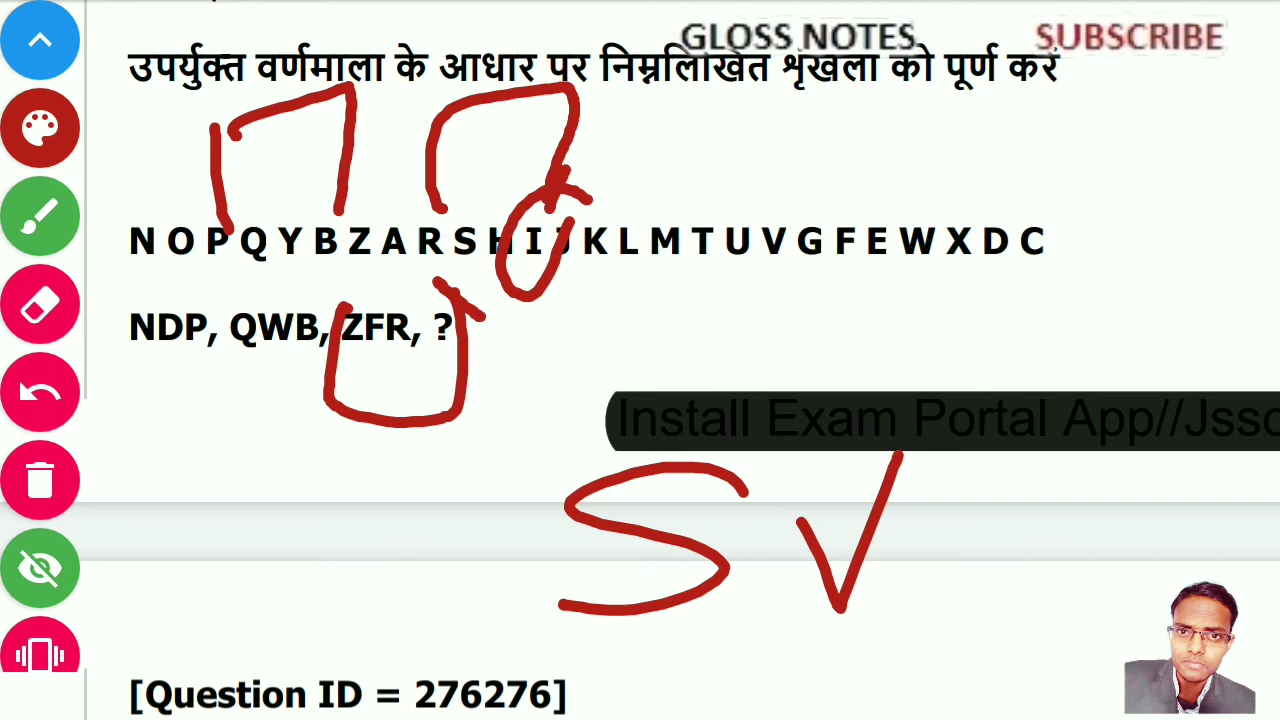 GLOSS NOTES SUBSCRIBE
उपर्युक्त वर्णमाला के आधार पर निम्नलिखित शृंखला को पूर्ण करें
N O P Q Y B Z A R S H I J K L M T U V G F E W X D C
NDP, QWB, ZFR, ?
Install Exam Portal App//Jssc
S V
[Question ID = 276276]